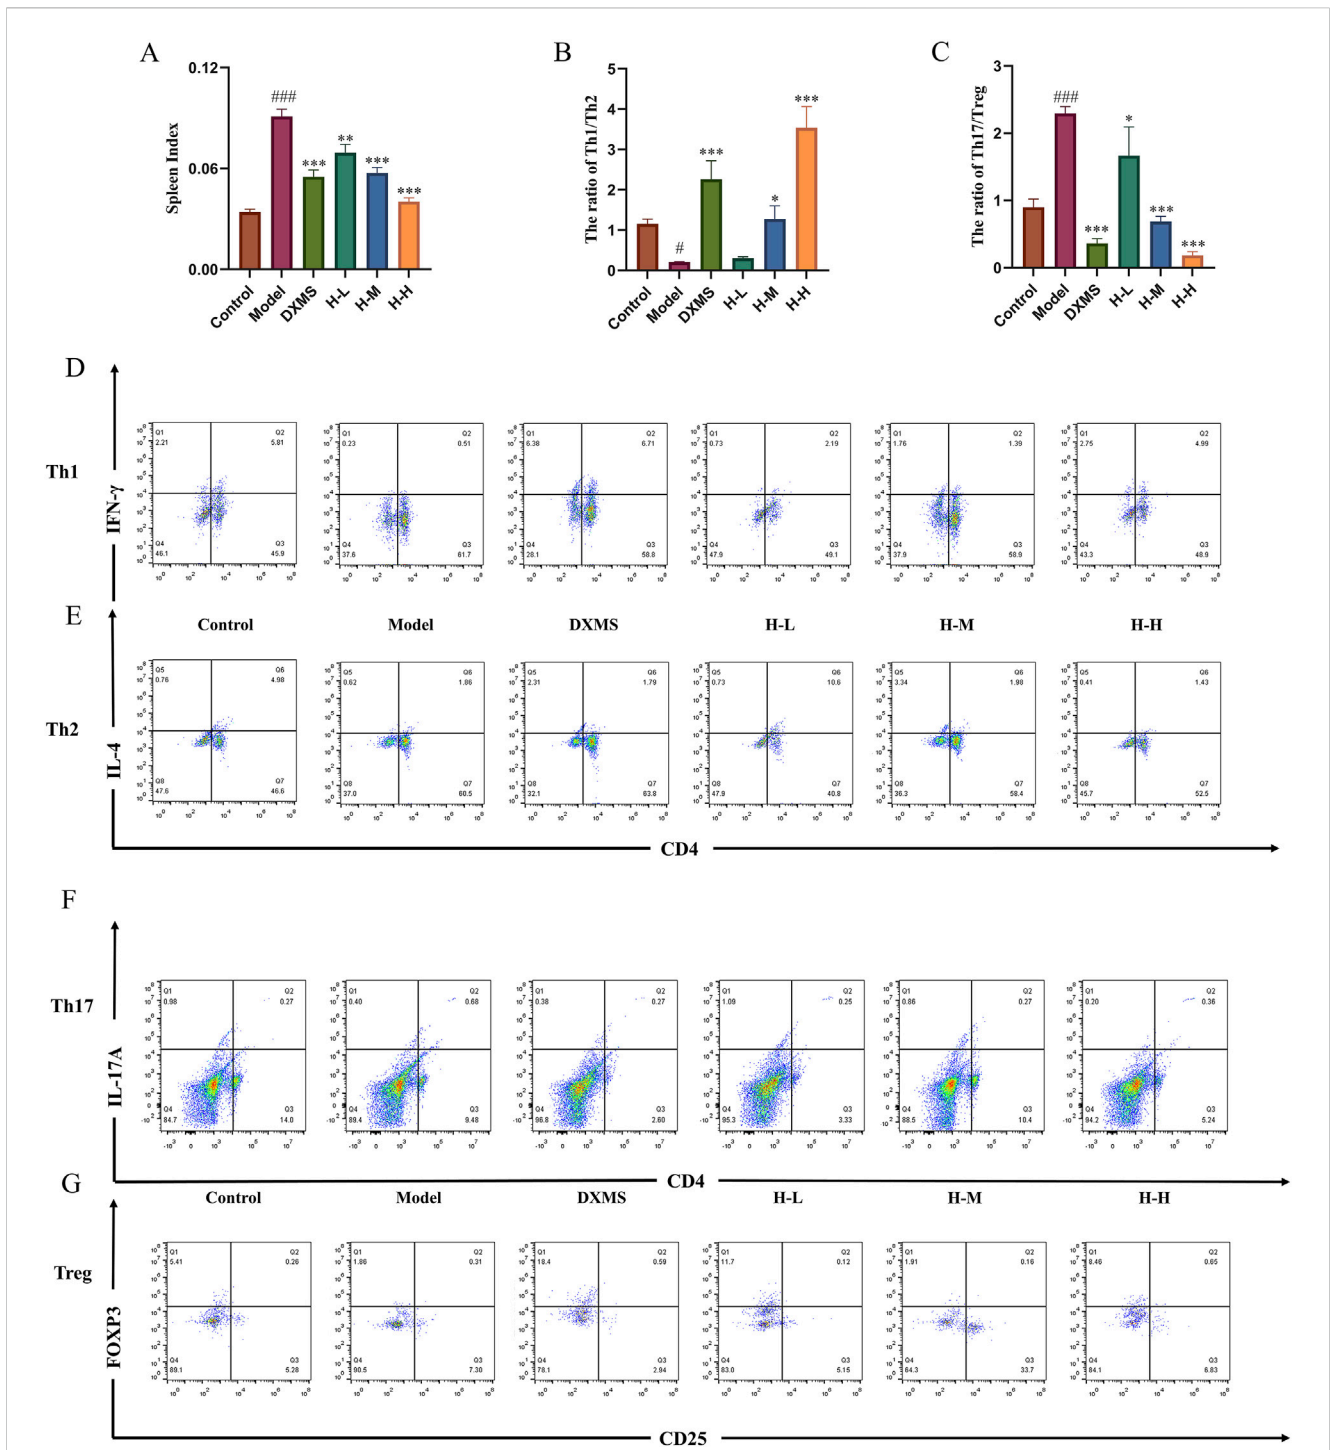 A
B
C
Spleen Index
0.12
0.06
0.00
###
***
**
***
***
Control
Model
DXMS
H-L
H-M
H-H
The ratio of Th1/Th2
5
4
3
2
1
0
#
***
*
***
Control
Model
DXMS
H-L
H-M
H-H
The ratio of Th17/Treg
3
2
1
0
###
***
*
***
***
Control
Model
DXMS
H-L
H-M
H-H
D
Th1
IFN-γ
Q1 2.21 Q2 5.81
Q4 46.1 Q3 45.9
Q1 0.23 Q2 0.51
Q4 37.6 Q3 61.7
Q1 6.38 Q2 6.71
Q4 28.1 Q3 58.8
Q1 0.73 Q2 2.19
Q4 47.9 Q3 49.1
Q1 1.76 Q2 1.39
Q4 37.9 Q3 58.9
Q1 2.75 Q2 4.99
Q4 43.3 Q3 48.9
E
Control Model DXMS H-L H-M H-H
Th2
IL-4
Q5 0.76 Q6 4.98
Q8 47.6 Q7 46.6
Q5 0.62 Q6 1.86
Q8 37.0 Q7 60.5
Q5 2.31 Q6 1.79
Q8 32.1 Q7 63.8
Q5 0.73 Q6 10.6
Q8 47.9 Q7 40.8
Q5 3.34 Q6 1.98
Q8 36.3 Q7 58.4
Q5 0.41 Q6 1.43
Q8 45.7 Q7 52.5
CD4
F
Th17
IL-17A
Q1 0.98 Q2 0.27
Q4 84.7 Q3 14.0
Q1 0.40 Q2 0.68
Q4 89.4 Q3 9.48
Q1 0.38 Q2 0.27
Q4 96.8 Q3 2.60
Q1 1.09 Q2 0.25
Q4 95.3 Q3 3.33
Q1 0.86 Q2 0.27
Q4 88.5 Q3 10.4
Q1 0.20 Q2 0.36
Q4 94.2 Q3 5.24
CD4
G
Control Model DXMS H-L H-M H-H
Treg
FOXP3
Q1 5.41 Q2 0.26
Q4 89.1 Q3 5.28
Q1 1.86 Q2 0.31
Q4 90.5 Q3 7.30
Q1 18.4 Q2 0.59
Q4 78.1 Q3 2.94
Q1 11.7 Q2 0.12
Q4 83.0 Q3 5.15
Q1 1.91 Q2 0.16
Q4 64.3 Q3 33.7
Q1 8.46 Q2 0.65
Q4 84.1 Q3 6.83
CD25